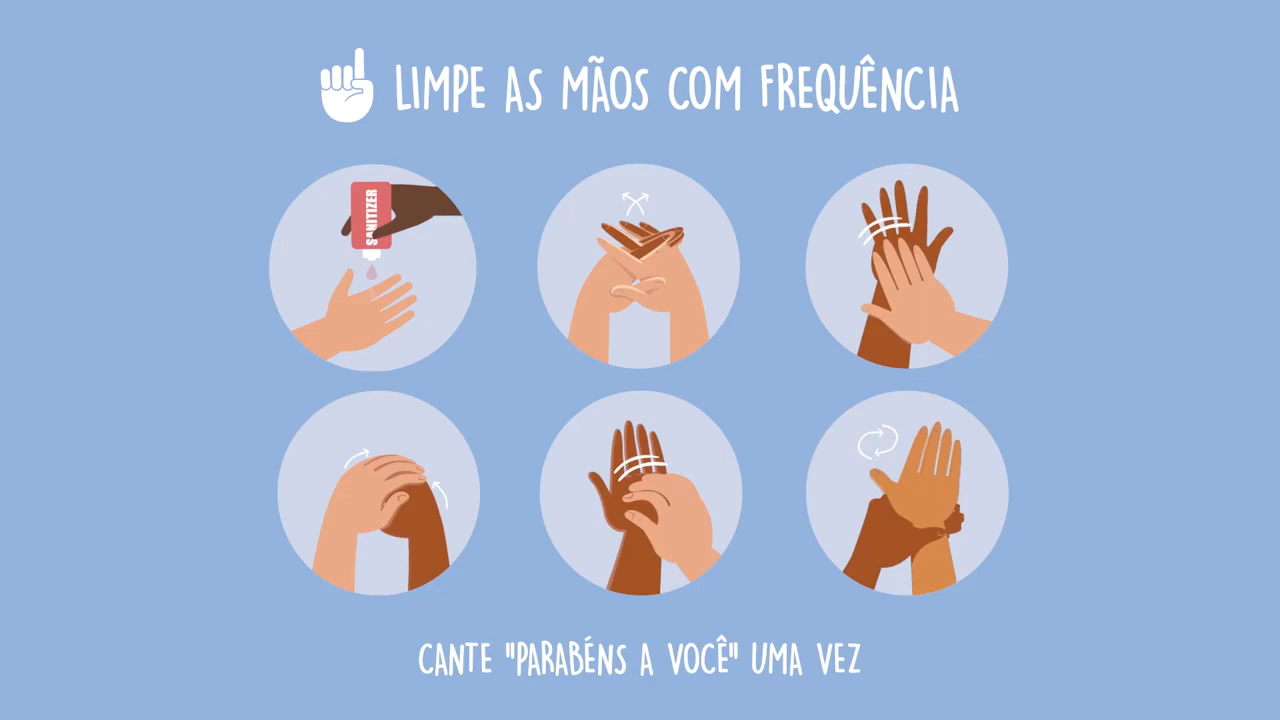 LIMPE AS MÃOS COM FREQUÊNCIA
SANITIZER
CANTE "PARABÉNS A VOCÊ" UMA VEZ